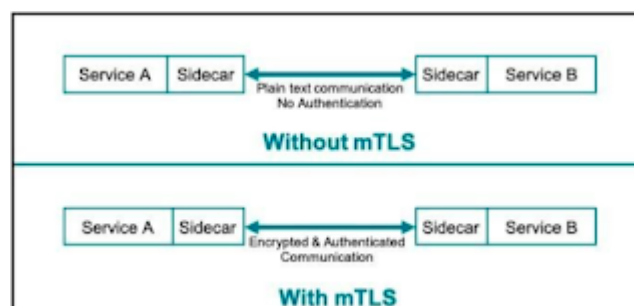 Service A Sidecar Sidecar Service B
Plain text communication
No Authentication
Without mTLS
Service A Sidecar Sidecar Service B
Encrypted & Authenticated
Communication
With mTLS